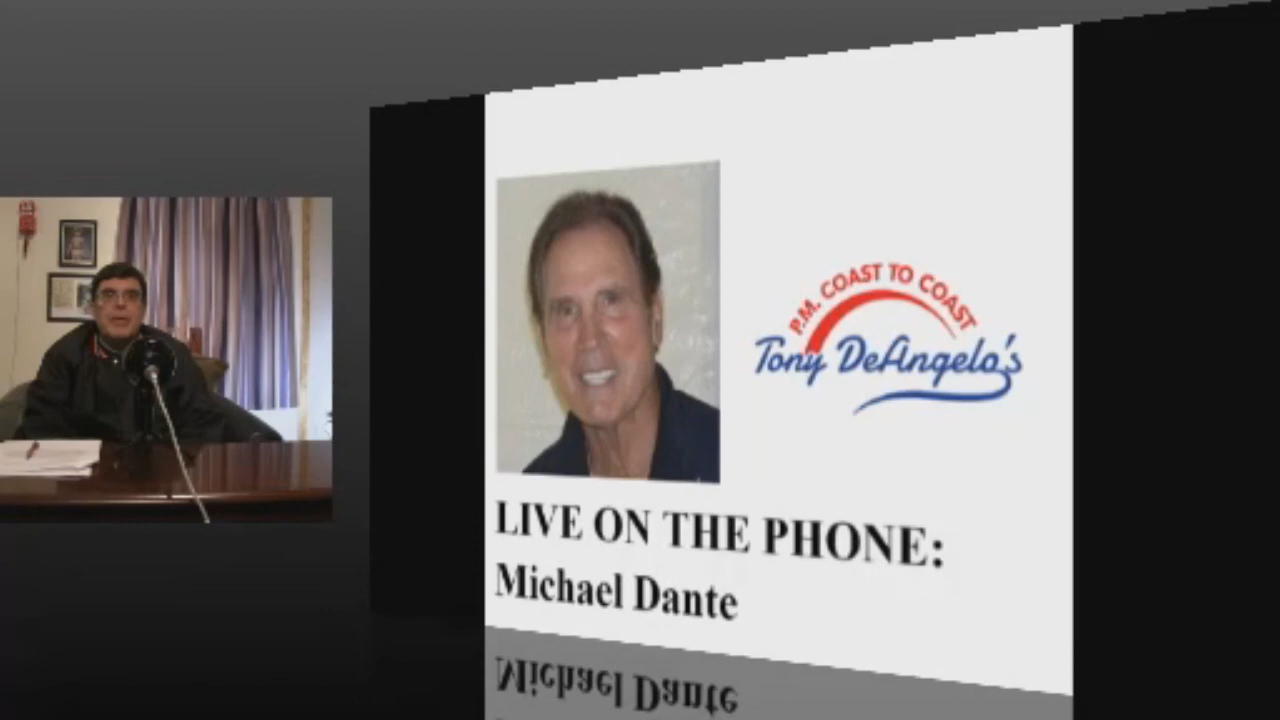 P.M. COAST TO COAST
Tony DeAngelo's
LIVE ON THE PHONE:
Michael Dante
Michael Dante